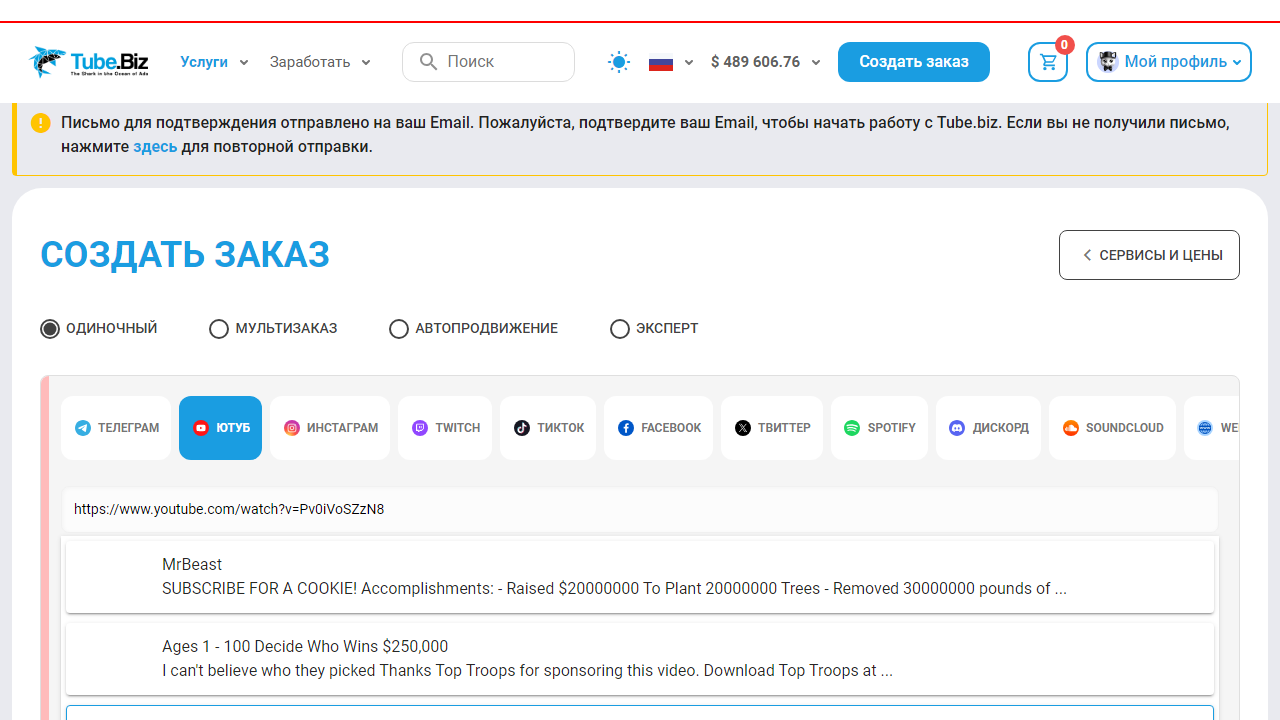 Tube.Biz
The Shark in the Ocean of Ads
Услуги
Заработать
Поиск
$ 489 606.76
Создать заказ
0
Мой профиль
Письмо для подтверждения отправлено на ваш Email. Пожалуйста, подтвердите ваш Email, чтобы начать работу с Tube.biz. Если вы не получили письмо,
нажмите здесь для повторной отправки.
СОЗДАТЬ ЗАКАЗ
СЕРВИСЫ И ЦЕНЫ
ОДИНОЧНЫЙ
МУЛЬТИЗАКАЗ
АВТОПРОДВИЖЕНИЕ
ЭКСПЕРТ
ТЕЛЕГРАМ
ЮТУБ
ИНСТАГРАМ
TWITCH
ТИКТОК
FACEBOOK
ТВИТТЕР
SPOTIFY
ДИСКОРД
SOUNDCLOUD
WE
https://www.youtube.com/watch?v=Pv0iVoSZzN8
MrBeast
SUBSCRIBE FOR A COOKIE! Accomplishments: - Raised $20000000 To Plant 20000000 Trees - Removed 30000000 pounds of ...
Ages 1 - 100 Decide Who Wins $250,000
I can't believe who they picked Thanks Top Troops for sponsoring this video. Download Top Troops at ...